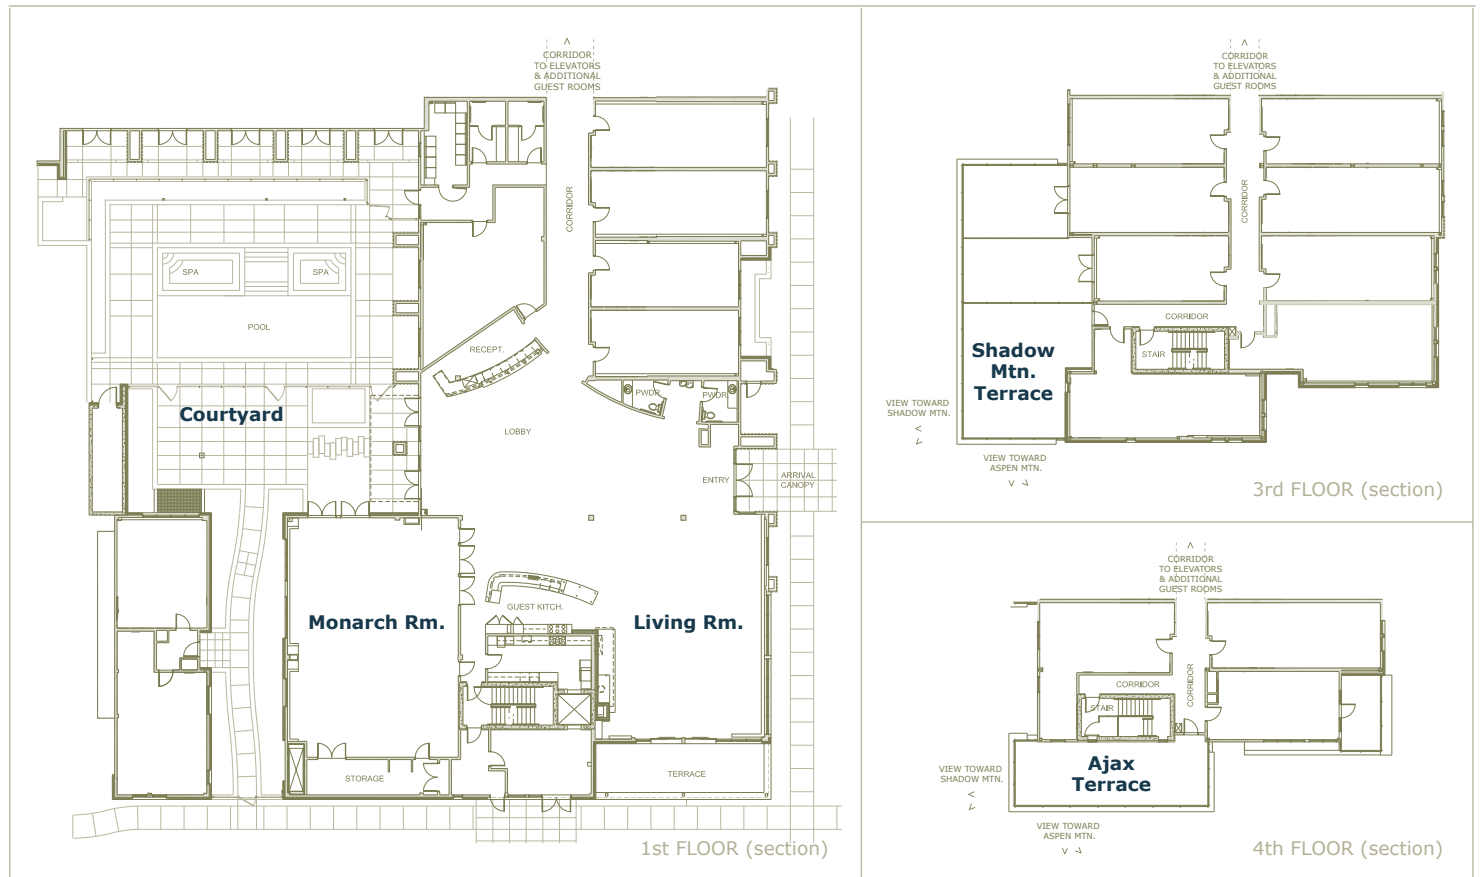 CORRIDOR
TO ELEVATORS
& ADDITIONAL
GUEST ROOMS
CORRIDOR
SPA
SPA
POOL
RECEPT.
PWDR.
PWDR.
Courtyard
LOBBY
ENTRY
ARRIVAL
CANOPY
GUEST KITCH.
Monarch Rm.
Living Rm.
STORAGE
TERRACE
1st FLOOR (section)
CORRIDOR
TO ELEVATORS
& ADDITIONAL
GUEST ROOMS
CORRIDOR
CORRIDOR
STAIR
Shadow
Mtn.
Terrace
VIEW TOWARD
SHADOW MTN.
VIEW TOWARD
ASPEN MTN.
3rd FLOOR (section)
CORRIDOR
TO ELEVATORS
& ADDITIONAL
GUEST ROOMS
CORRIDOR
CORRIDOR
STAIR
Ajax
Terrace
VIEW TOWARD
SHADOW MTN.
VIEW TOWARD
ASPEN MTN.
4th FLOOR (section)